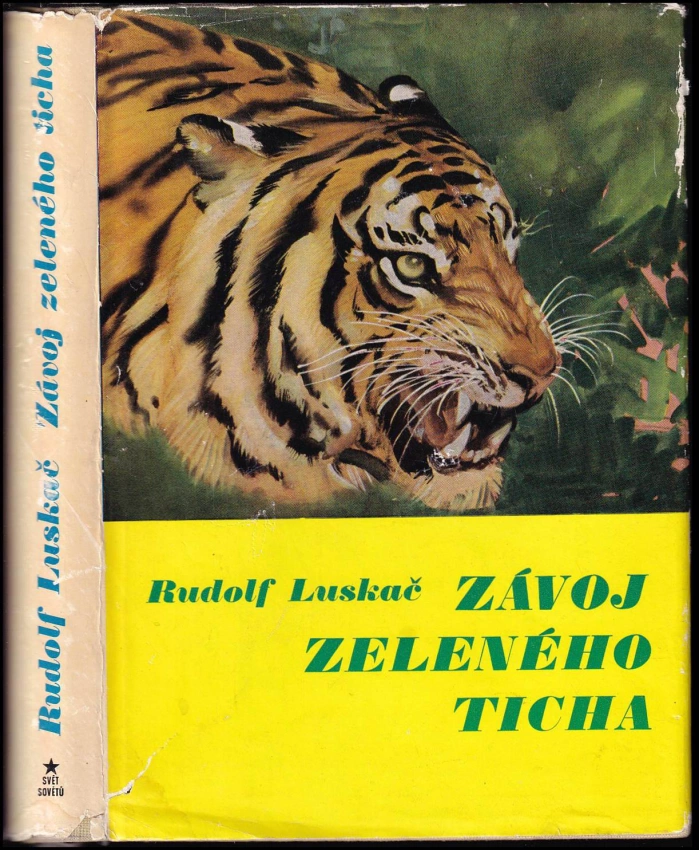 Rudolf Luskač Závoj zeleného ticha
SVĚT
SOVĚTŮ
Rudolf Luskač ZÁVOJ
ZELENÉHO
TICHA